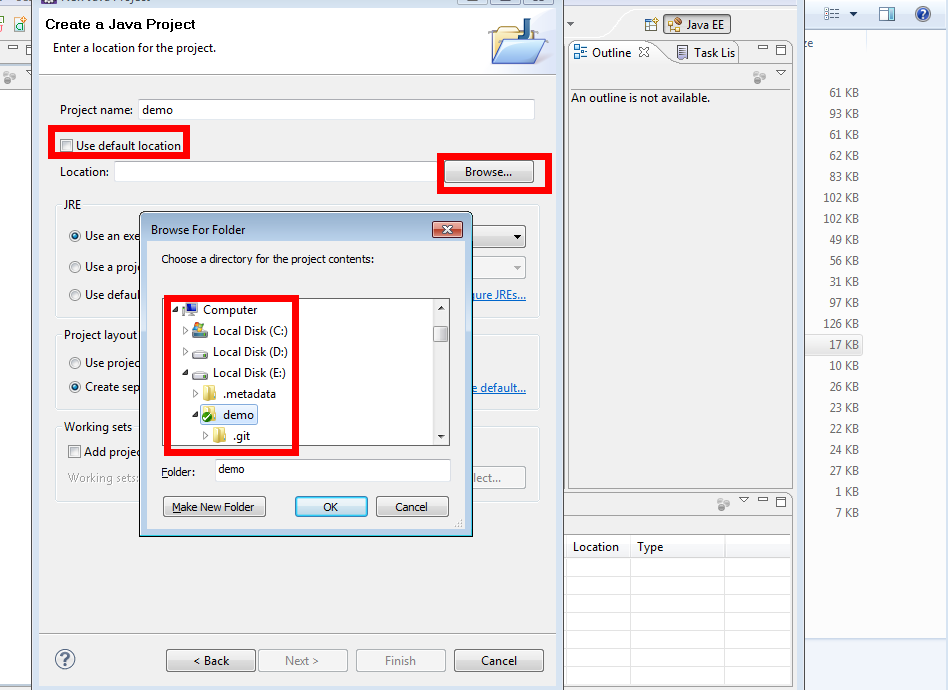 Create a Java Project
Enter a location for the project.
Project name: demo
Use default location
Location:
Browse...
JRE
Use an exe
Use a proje
Use defaul
ure JREs...
Project layout
Use projec
Create sep
e default...
Working sets
Add projec
Working sets:
lect...
Browse For Folder
Choose a directory for the project contents:
Computer
Local Disk (C:)
Local Disk (D:)
Local Disk (E:)
.metadata
demo
.git
Folder: demo
Make New Folder
OK
Cancel
< Back
Next >
Finish
Cancel
Java EE
Outline
Task Lis
An outline is not available.
Location Type
ze
61 KB
93 KB
61 KB
62 KB
83 KB
102 KB
102 KB
49 KB
56 KB
31 KB
97 KB
126 KB
17 KB
10 KB
26 KB
23 KB
22 KB
24 KB
27 KB
1 KB
7 KB